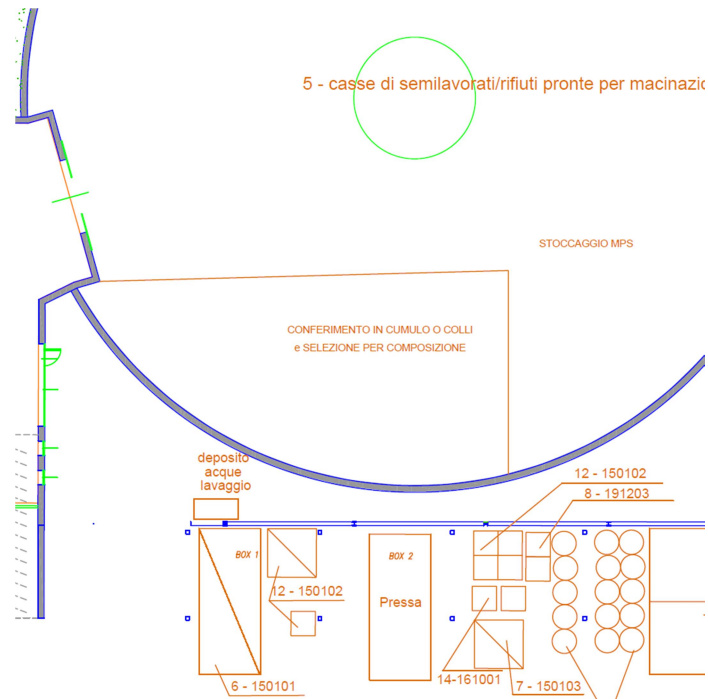 5 - casse di semilavorati/rifiuti pronte per macinazio
STOCCAGGIO MPS
CONFERIMENTO IN CUMULO O COLLI
e SELEZIONE PER COMPOSIZIONE
deposito
acque
lavaggio
12 - 150102
8 - 191203
BOX 1
BOX 2
12 - 150102
Pressa
14-161001
6 - 150101
7 - 150103